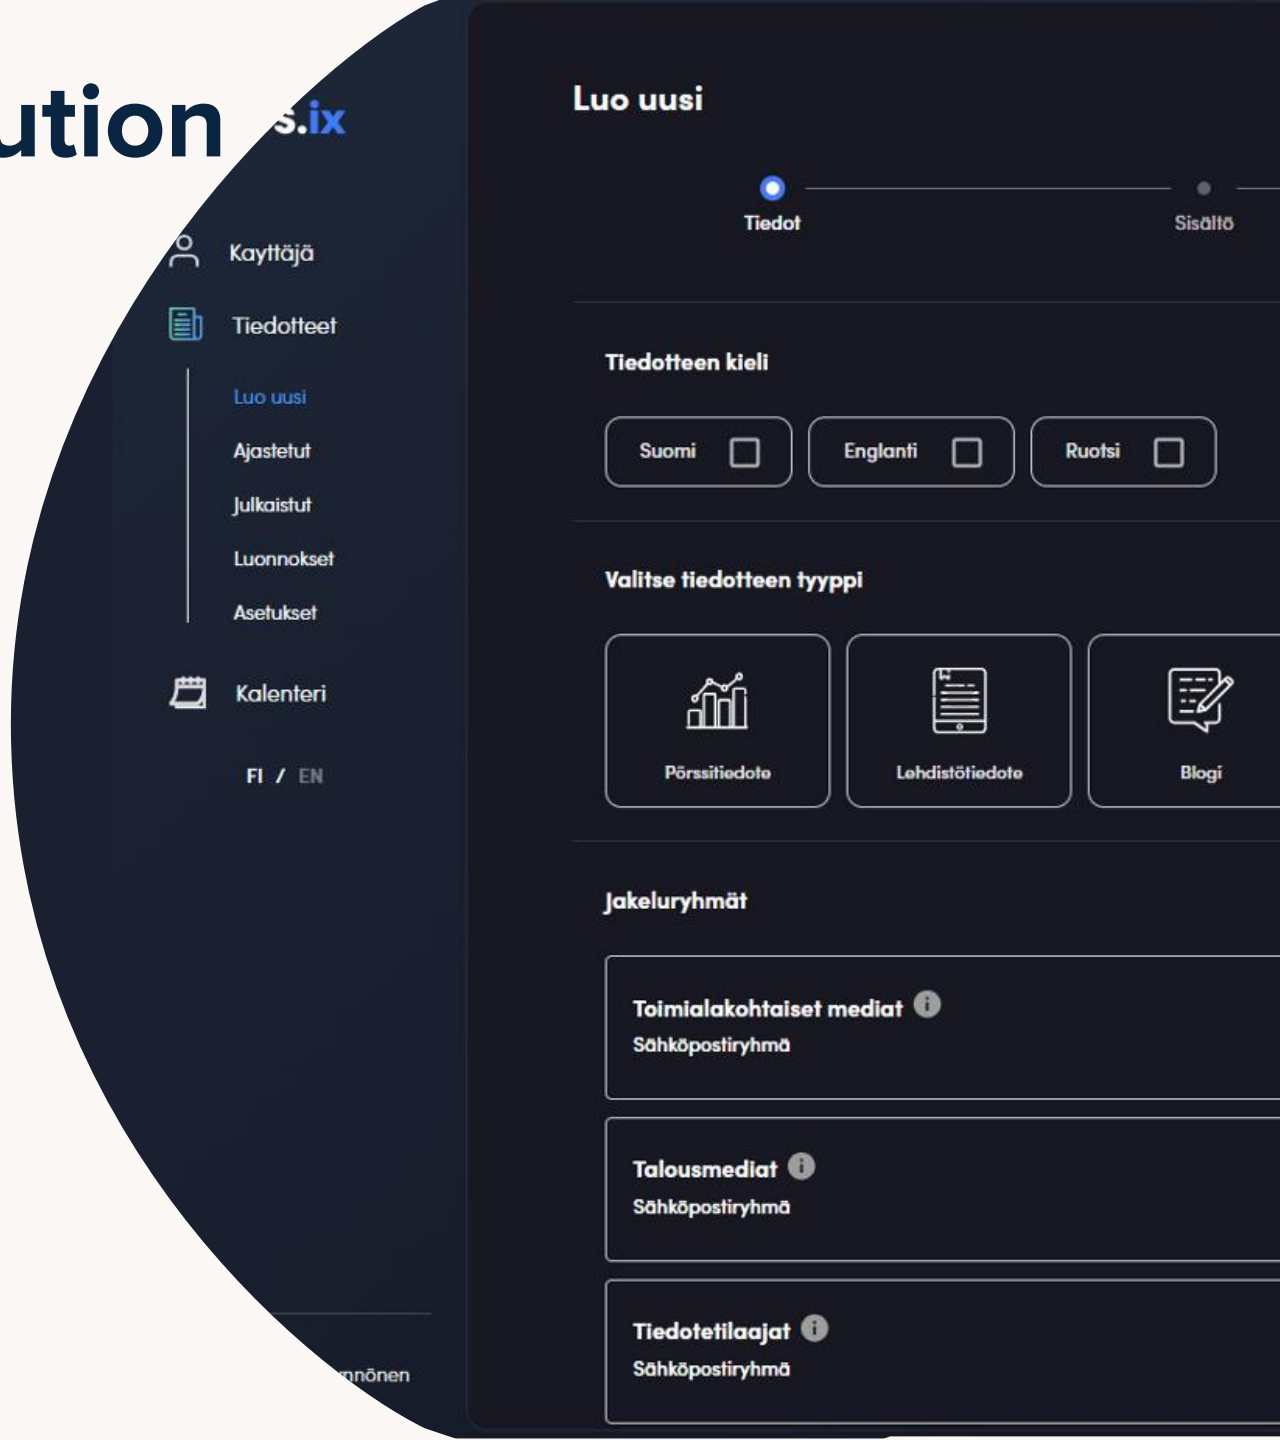 ution
s.ix
Kayttäjä
Tiedotteet
Luo uusi
Ajastetut
Julkaistut
Luonnokset
Asetukset
Kalenteri
FI / EN
nnönen
Luo uusi
Tiedot
Sisältö
Tiedotteen kieli
Suomi
Englanti
Ruotsi
Valitse tiedotteen tyyppi
Pörssitiedote
Lehdistötiedote
Blogi
Jakeluryhmät
Toimialakohtaiset mediat
Sähköpostiryhmä
Talousmediat
Sähköpostiryhmä
Tiedotetilaajat
Sähköpostiryhmä